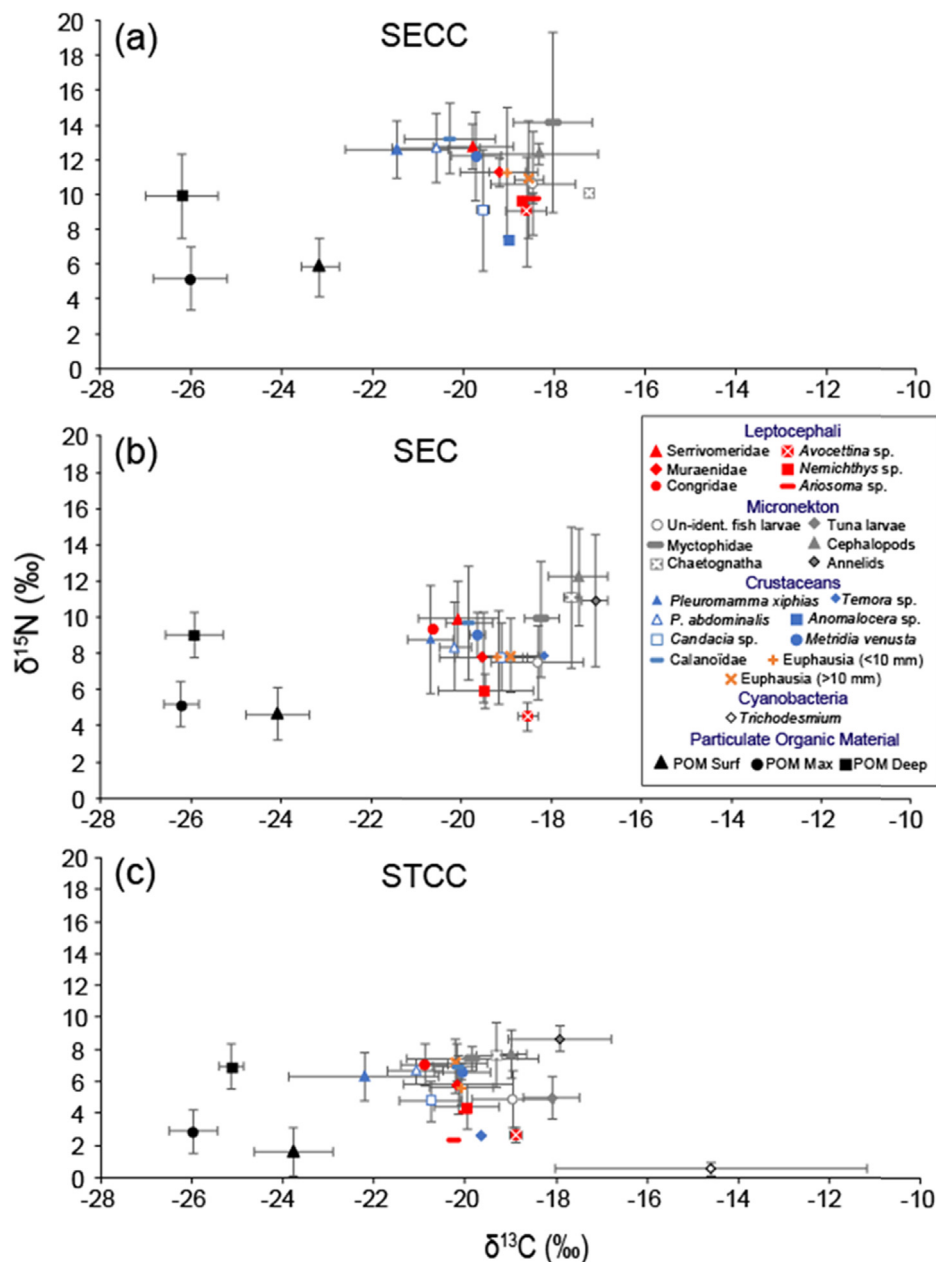 (a)
SECC
20
18
16
14
12
10
8
6
4
2
0
-28 -26 -24 -22 -20 -18 -16 -14 -12 -10
(b)
SEC
δ¹⁵N (‰)
20
18
16
14
12
10
8
6
4
2
0
-28 -26 -24 -22 -20 -18 -16 -14 -12 -10
Leptocephali
Serrivomeridae Avocettina sp.
Muraenidae Nemichthys sp.
Congridae Ariosoma sp.
Micronekton
Un-ident. fish larvae Tuna larvae
Myctophidae Cephalopods
Chaetognatha Annelids
Crustaceans
Pleuromamma xiphias Temora sp.
P. abdominalis Anomalocera sp.
Candacia sp. Metridia venusta
Calanoïdae Euphausia (<10 mm)
Euphausia (>10 mm)
Cyanobacteria
Trichodesmium
Particulate Organic Material
POM Surf POM Max POM Deep
(c)
STCC
20
18
16
14
12
10
8
6
4
2
0
-28 -26 -24 -22 -20 -18 -16 -14 -12 -10
δ¹³C (‰)